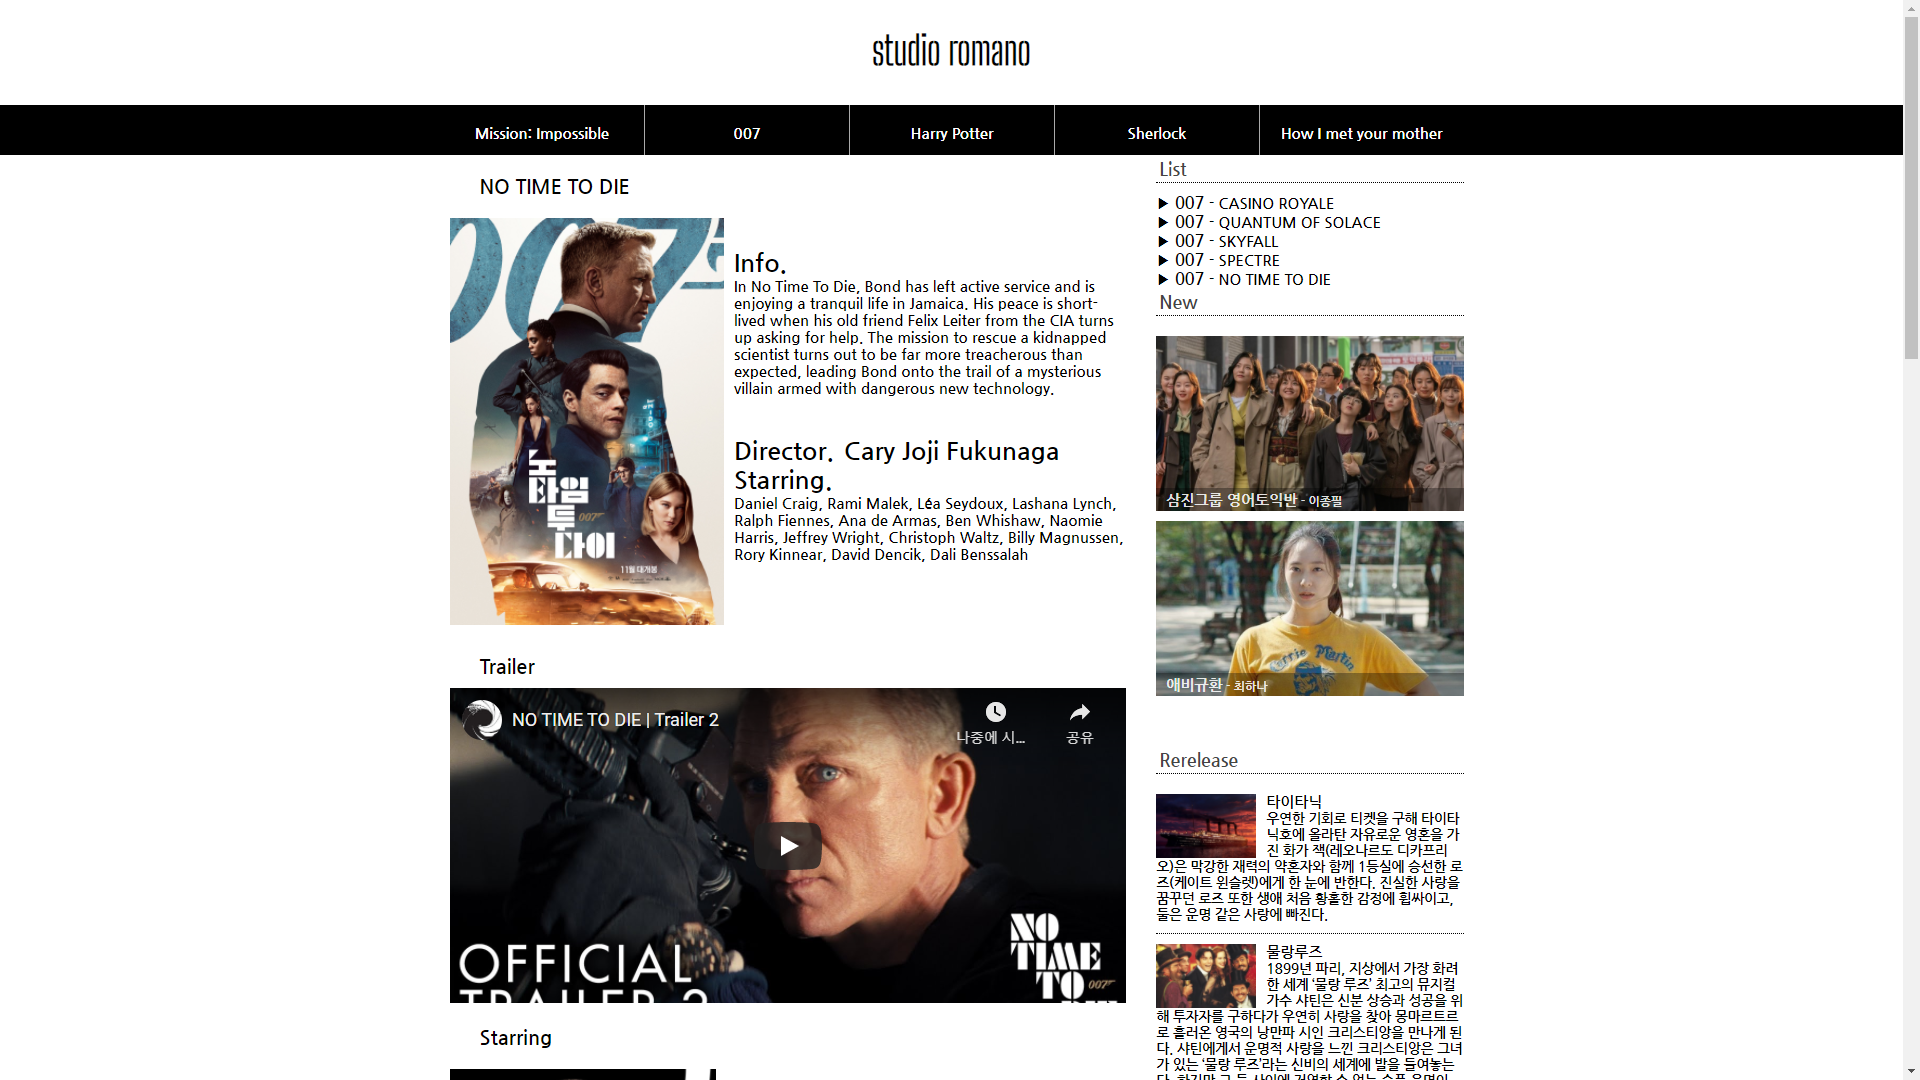 studio romano
Mission: Impossible
007
Harry Potter
Sherlock
How I met your mother
NO TIME TO DIE
007
노
타임
투
다이
007
11월 대개봉
Info.
In No Time To Die, Bond has left active service and is
enjoying a tranquil life in Jamaica. His peace is short-
lived when his old friend Felix Leiter from the CIA turns
up asking for help. The mission to rescue a kidnapped
scientist turns out to be far more treacherous than
expected, leading Bond onto the trail of a mysterious
villain armed with dangerous new technology.
Director. Cary Joji Fukunaga
Starring.
Daniel Craig, Rami Malek, Léa Seydoux, Lashana Lynch,
Ralph Fiennes, Ana de Armas, Ben Whishaw, Naomie
Harris, Jeffrey Wright, Christoph Waltz, Billy Magnussen,
Rory Kinnear, David Dencik, Dali Benssalah
Trailer
NO TIME TO DIE | Trailer 2
나중에 시...
공유
OFFICIAL
TRAILER 2
NO
TIME
TO 007
Starring
List
▶ 007 - CASINO ROYALE
▶ 007 - QUANTUM OF SOLACE
▶ 007 - SKYFALL
▶ 007 - SPECTRE
▶ 007 - NO TIME TO DIE
New
삼진그룹 영어토익반 - 이종필
애비규환 - 최하나
Rerelease
타이타닉
우연한 기회로 티켓을 구해 타이타
닉호에 올라탄 자유로운 영혼을 가
진 화가 잭(레오나르도 디카프리
오)은 막강한 재력의 약혼자와 함께 1등실에 승선한 로
즈(케이트 윈슬렛)에게 한 눈에 반한다. 진실한 사랑을
꿈꾸던 로즈 또한 생애 처음 황홀한 감정에 휩싸이고,
둘은 운명 같은 사랑에 빠진다.
물랑루즈
1899년 파리, 지상에서 가장 화려
한 세계 ‘물랑 루즈’ 최고의 뮤지컬
가수 샤틴은 신분 상승과 성공을 위
해 투자자를 구하다가 우연히 사랑을 찾아 몽마르트르
로 흘러온 영국의 낭만파 시인 크리스티앙을 만나게 된
다. 샤틴에게서 운명적 사랑을 느낀 크리스티앙은 그녀
가 있는 ‘물랑 루즈’라는 신비의 세계에 발을 들여놓는
다. 하지만 그 둘 사이에 거역할 수 없는 슬픈 운명이